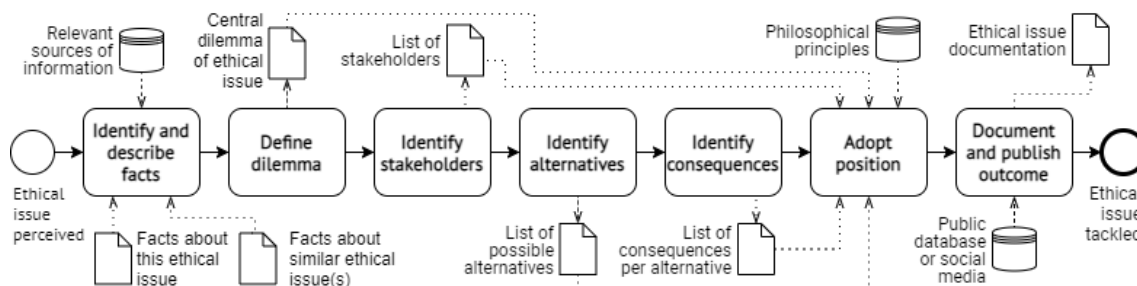 Relevant
sources of
information
Central
dilemma
of ethical
issue
List of
stakeholders
Philosophical
principles
Ethical issue
documentation
Identify and
describe
facts
Define
dilemma
Identify
stakeholders
Identify
alternatives
Identify
consequences
Adopt
position
Document
and publish
outcome
Ethical
issue
perceived
Facts about
this ethical
issue
Facts about
similar ethical
issue(s)
List of
possible
alternatives
List of
consequences
per alternative
Public
database
or social
media
Ethical
issue
tackled